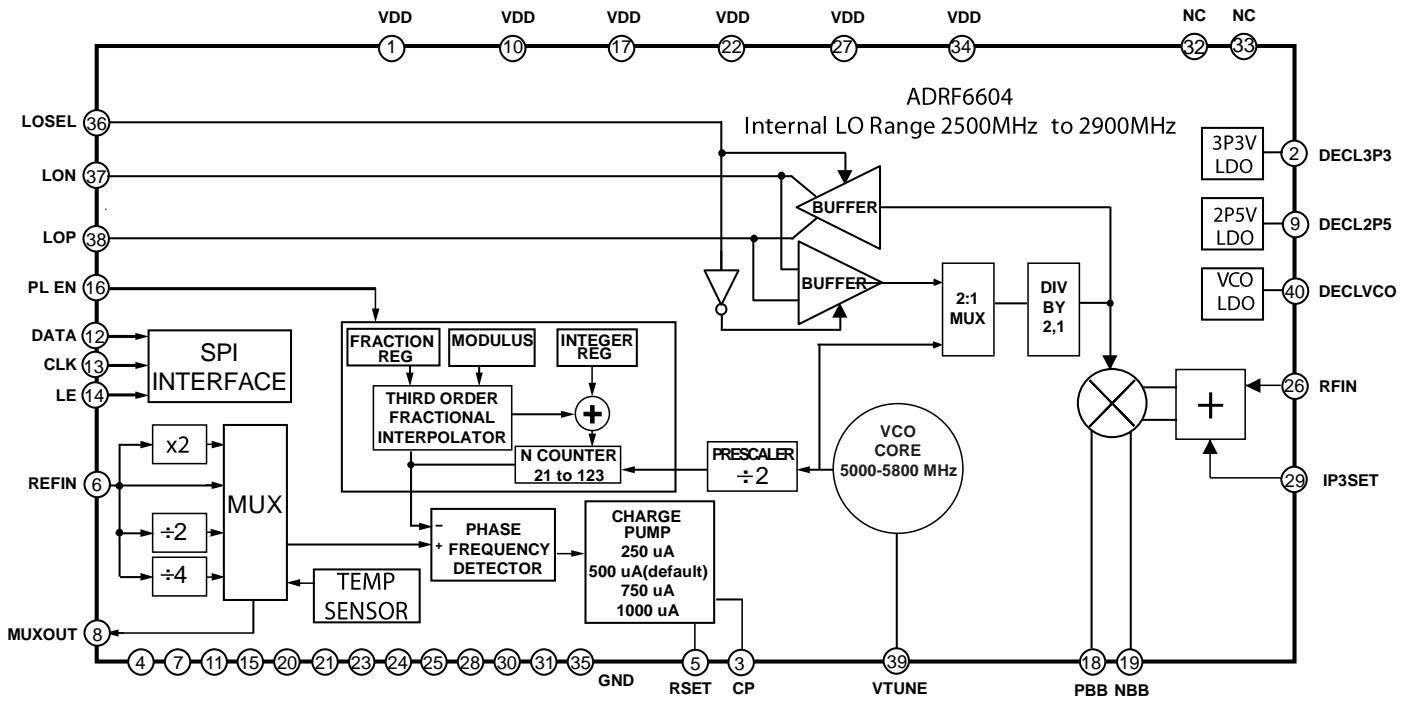 VDD VDD VDD VDD VDD VDD NC NC
1 10 17 22 27 34 32 33
ADRF6604
Internal LO Range 2500MHz to 2900MHz
LOSEL 36
LON 37
LOP 38
PL EN 16
DATA 12
CLK 13
LE 14
SPI
INTERFACE
REFIN 6
x2
÷2
÷4
MUX
TEMP
SENSOR
MUXOUT 8
FRACTION
REG
MODULUS
INTEGER
REG
THIRD ORDER
FRACTIONAL
INTERPOLATOR
+
N COUNTER
21 to 123
PRESCALER
÷2
−
+
PHASE
FREQUENCY
DETECTOR
CHARGE
PUMP
250 uA
500 uA(default)
750 uA
1000 uA
BUFFER
BUFFER
2:1
MUX
DIV
BY
2,1
VCO
CORE
5000-5800 MHz
+
3P3V
LDO
2 DECL3P3
2P5V
LDO
9 DECL2P5
VCO
LDO
40 DECLVCO
26 RFIN
29 IP3SET
4 7 11 15 20 21 23 24 25 28 30 31 35
GND
5 3 39 18 19
RSET CP VTUNE PBB NBB